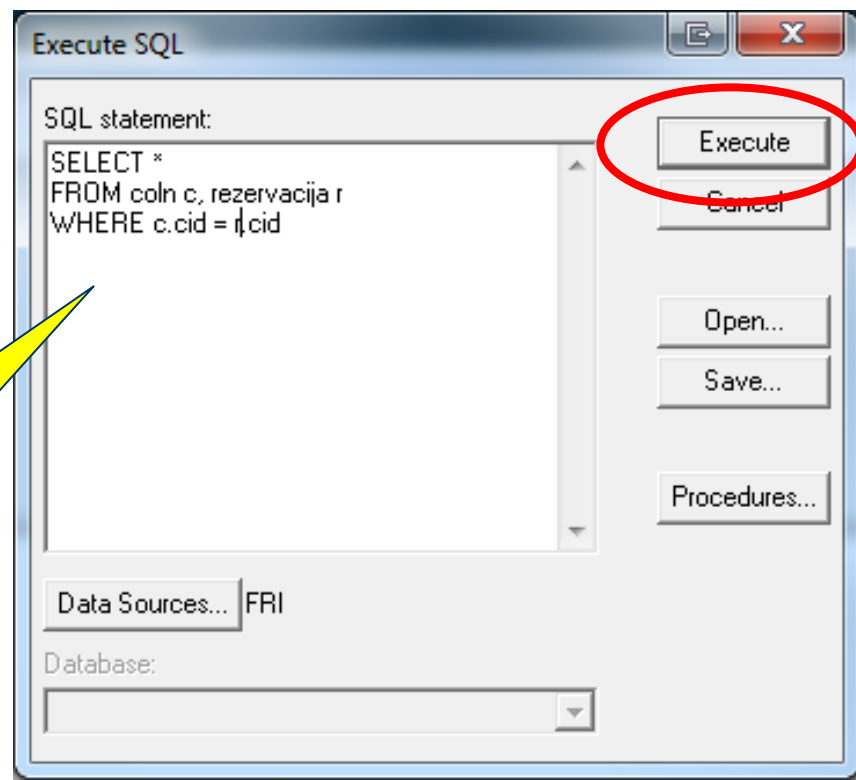 Execute SQL
SQL statement:
SELECT *
FROM coln c, rezervacija r
WHERE c.cid = r.cid
Execute
Cancel
Open...
Save...
Procedures...
Data Sources... FRI
Database: